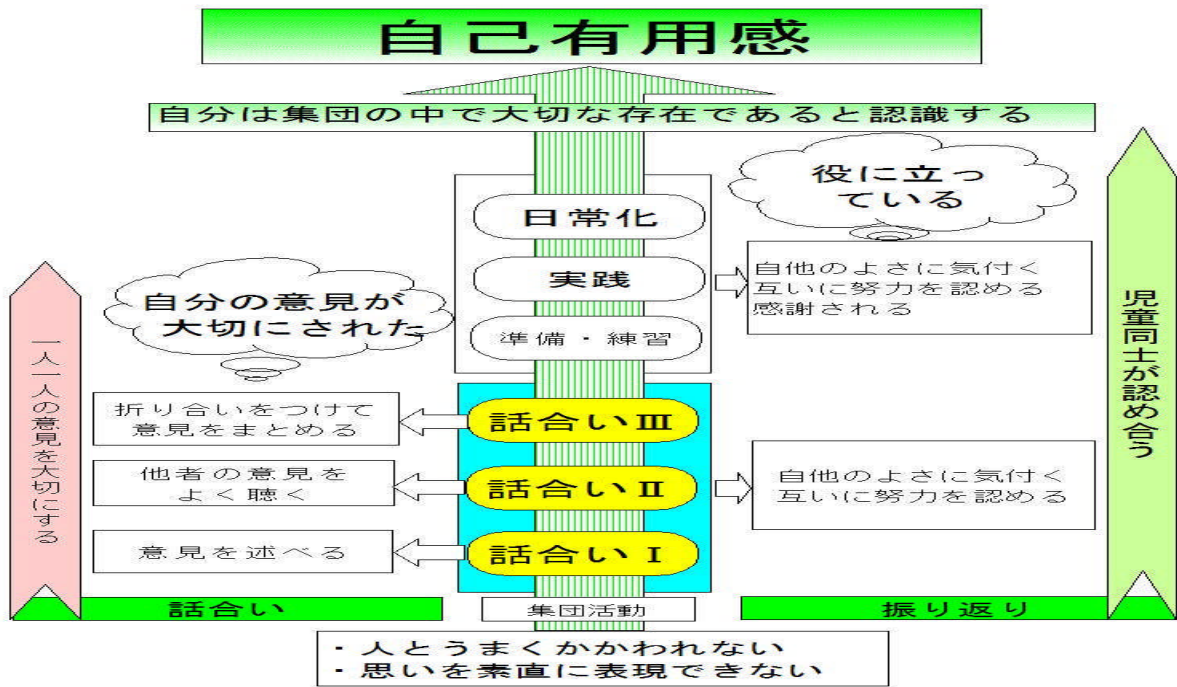 自己有用感
自分は集団の中で大切な存在であると認識する
役に立っ
ている
日常化
実践
自他のよさに気付く
互いに努力を認める
感謝される
自分の意見が
大切にされた
準備・練習
児童同士が認め合う
一人一人の意見を大切にする
折り合いをつけて
意見をまとめる
話合いⅢ
他者の意見を
よく聴く
話合いⅡ
自他のよさに気付く
互いに努力を認める
意見を述べる
話合いⅠ
話合い
集団活動
振り返り
・人とうまくかかわれない
・思いを素直に表現できない